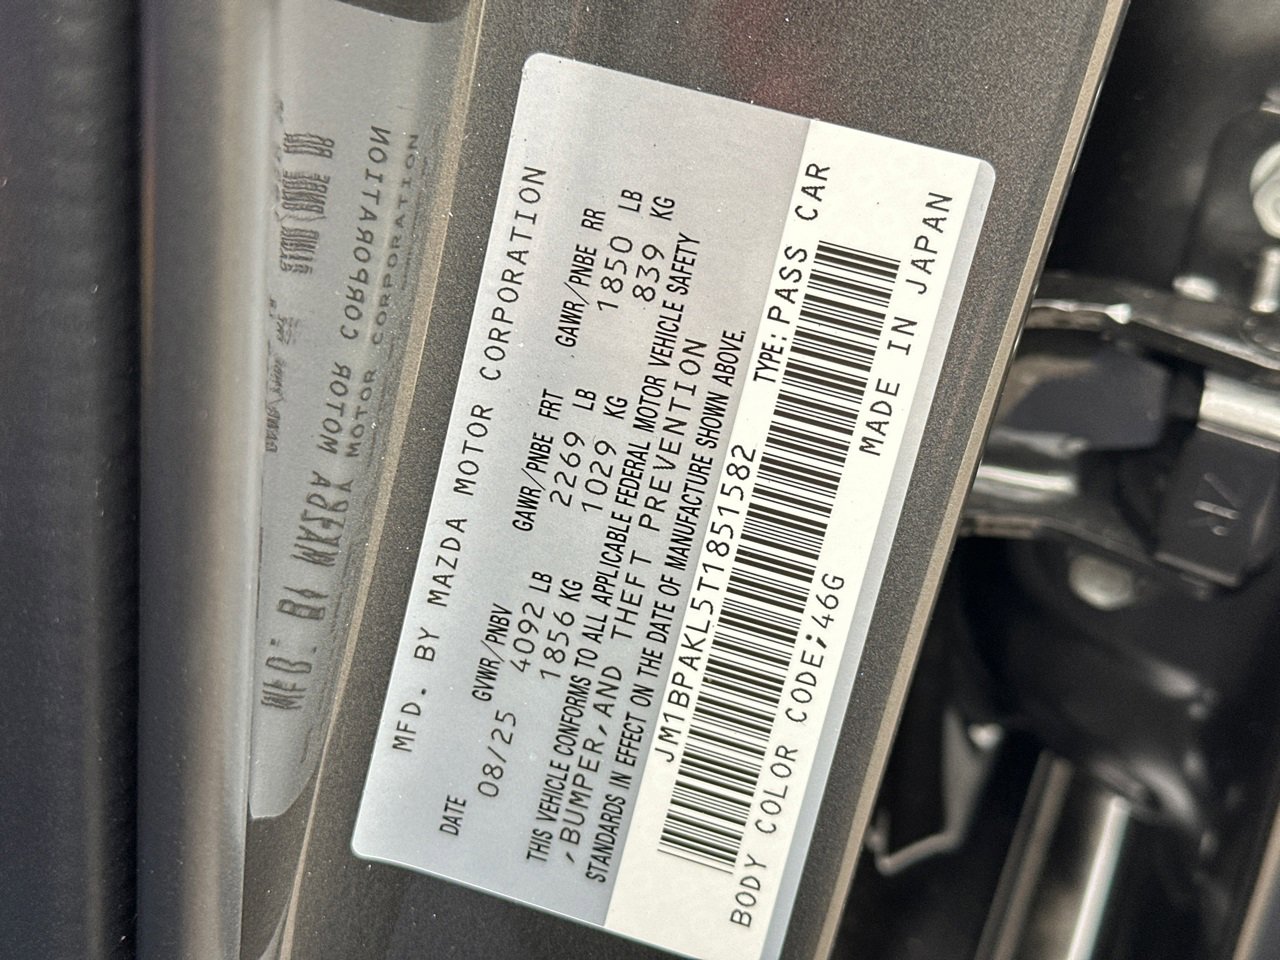 MFD. BY MAZDA MOTOR CORPORATION
DATE GVWR/PNBV GAWR/PNBE FRT GAWR/PNBE RR
08/25 4092 LB 2269 LB 1850 LB
1856 KG 1029 KG 839 KG
THIS VEHICLE CONFORMS TO ALL APPLICABLE FEDERAL MOTOR VEHICLE SAFETY
,BUMPER,AND THEFT PREVENTION
STANDARDS IN EFFECT ON THE DATE OF MANUFACTURE SHOWN ABOVE.
JM1BPAKL5T1851582 TYPE: PASS CAR
BODY COLOR CODE;46G MADE IN JAPAN